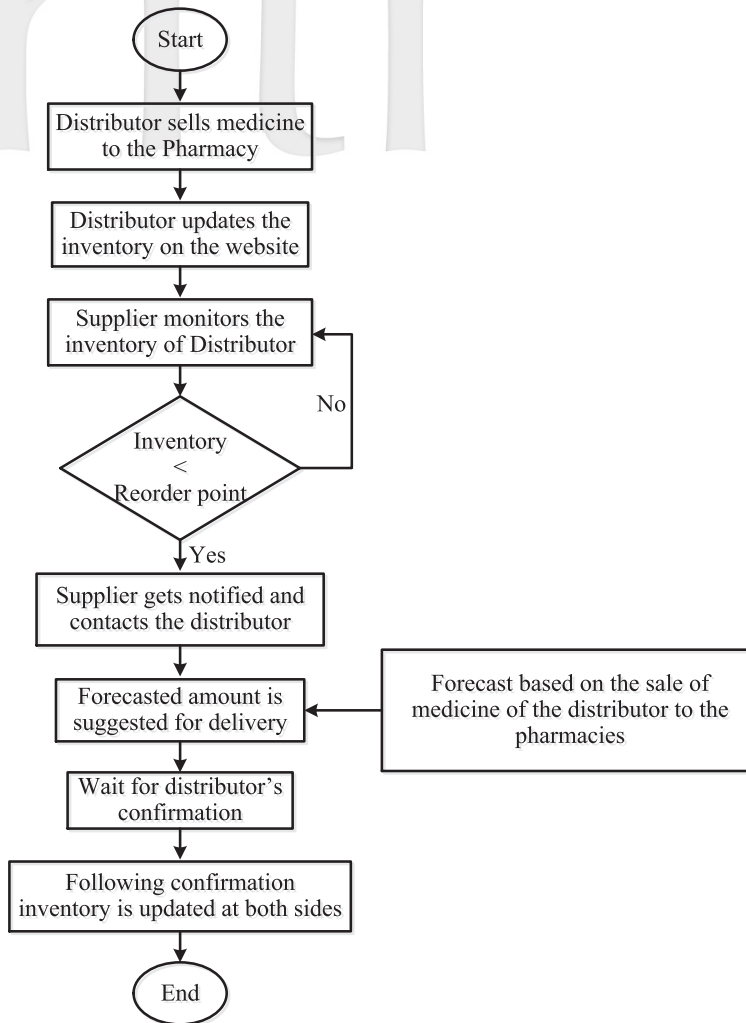 Start
Distributor sells medicine
to the Pharmacy
Distributor updates the
inventory on the website
Supplier monitors the
inventory of Distributor
No
Inventory
<
Reorder point
Yes
Supplier gets notified and
contacts the distributor
Forecasted amount is
suggested for delivery
Forecast based on the sale of
medicine of the distributor to the
pharmacies
Wait for distributor’s
confirmation
Following confirmation
inventory is updated at both sides
End